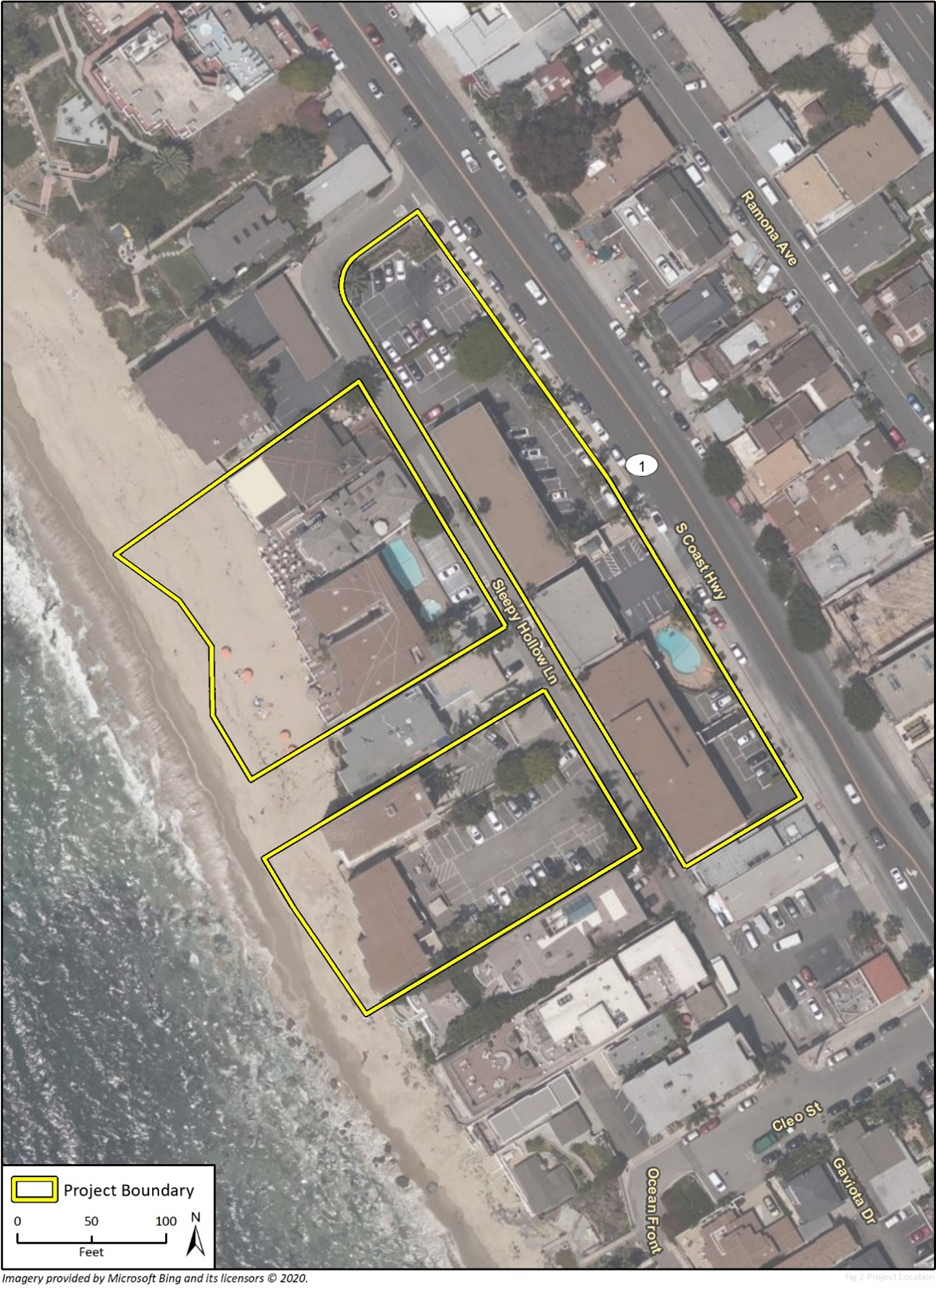 Ramona Ave
1
S Coast Hwy
Sleepy Hollow Ln
Cleo St
Gaviota Dr
Ocean Front
Project Boundary
0 50 100
Feet
N
Imagery provided by Microsoft Bing and its licensors © 2020.
Fig 2 Project Location